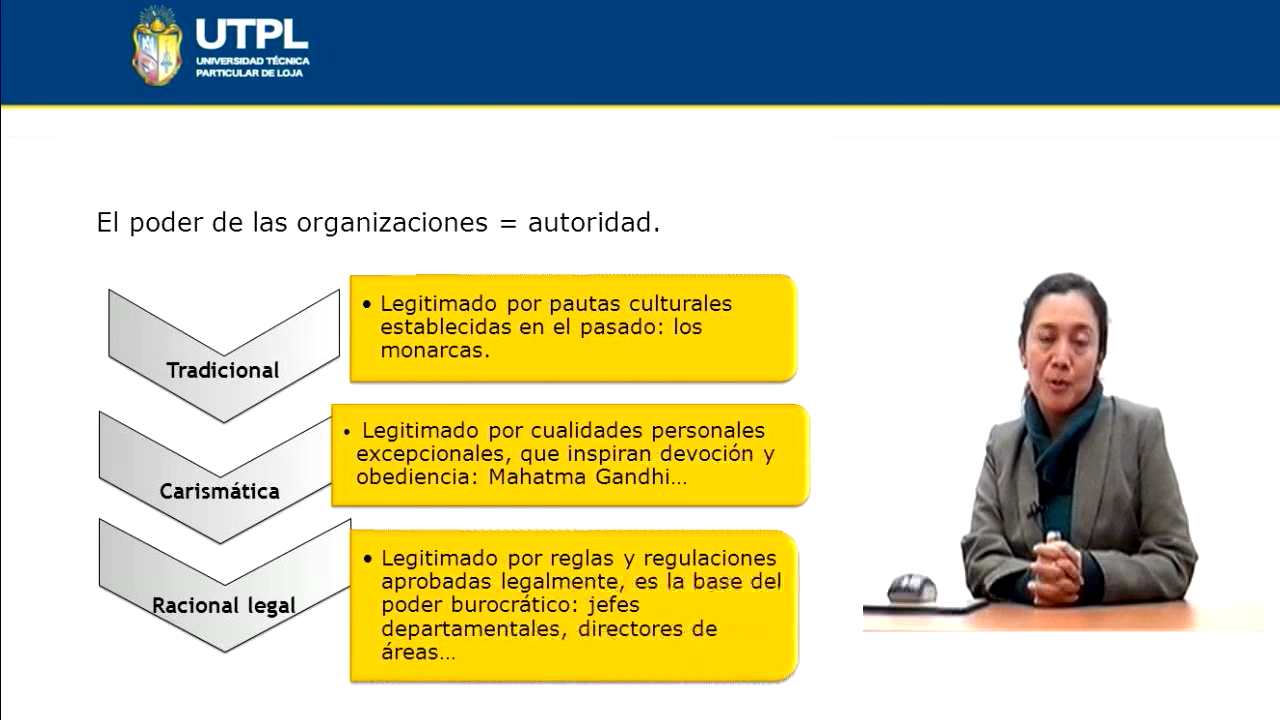 UTPL
UNIVERSIDAD TÉCNICA
PARTICULAR DE LOJA
El poder de las organizaciones = autoridad.
Tradicional
• Legitimado por pautas culturales
establecidas en el pasado: los
monarcas.
Carismática
• Legitimado por cualidades personales
excepcionales, que inspiran devoción y
obediencia: Mahatma Gandhi…
Racional legal
• Legitimado por reglas y regulaciones
aprobadas legalmente, es la base del
poder burocrático: jefes
departamentales, directores de
áreas…